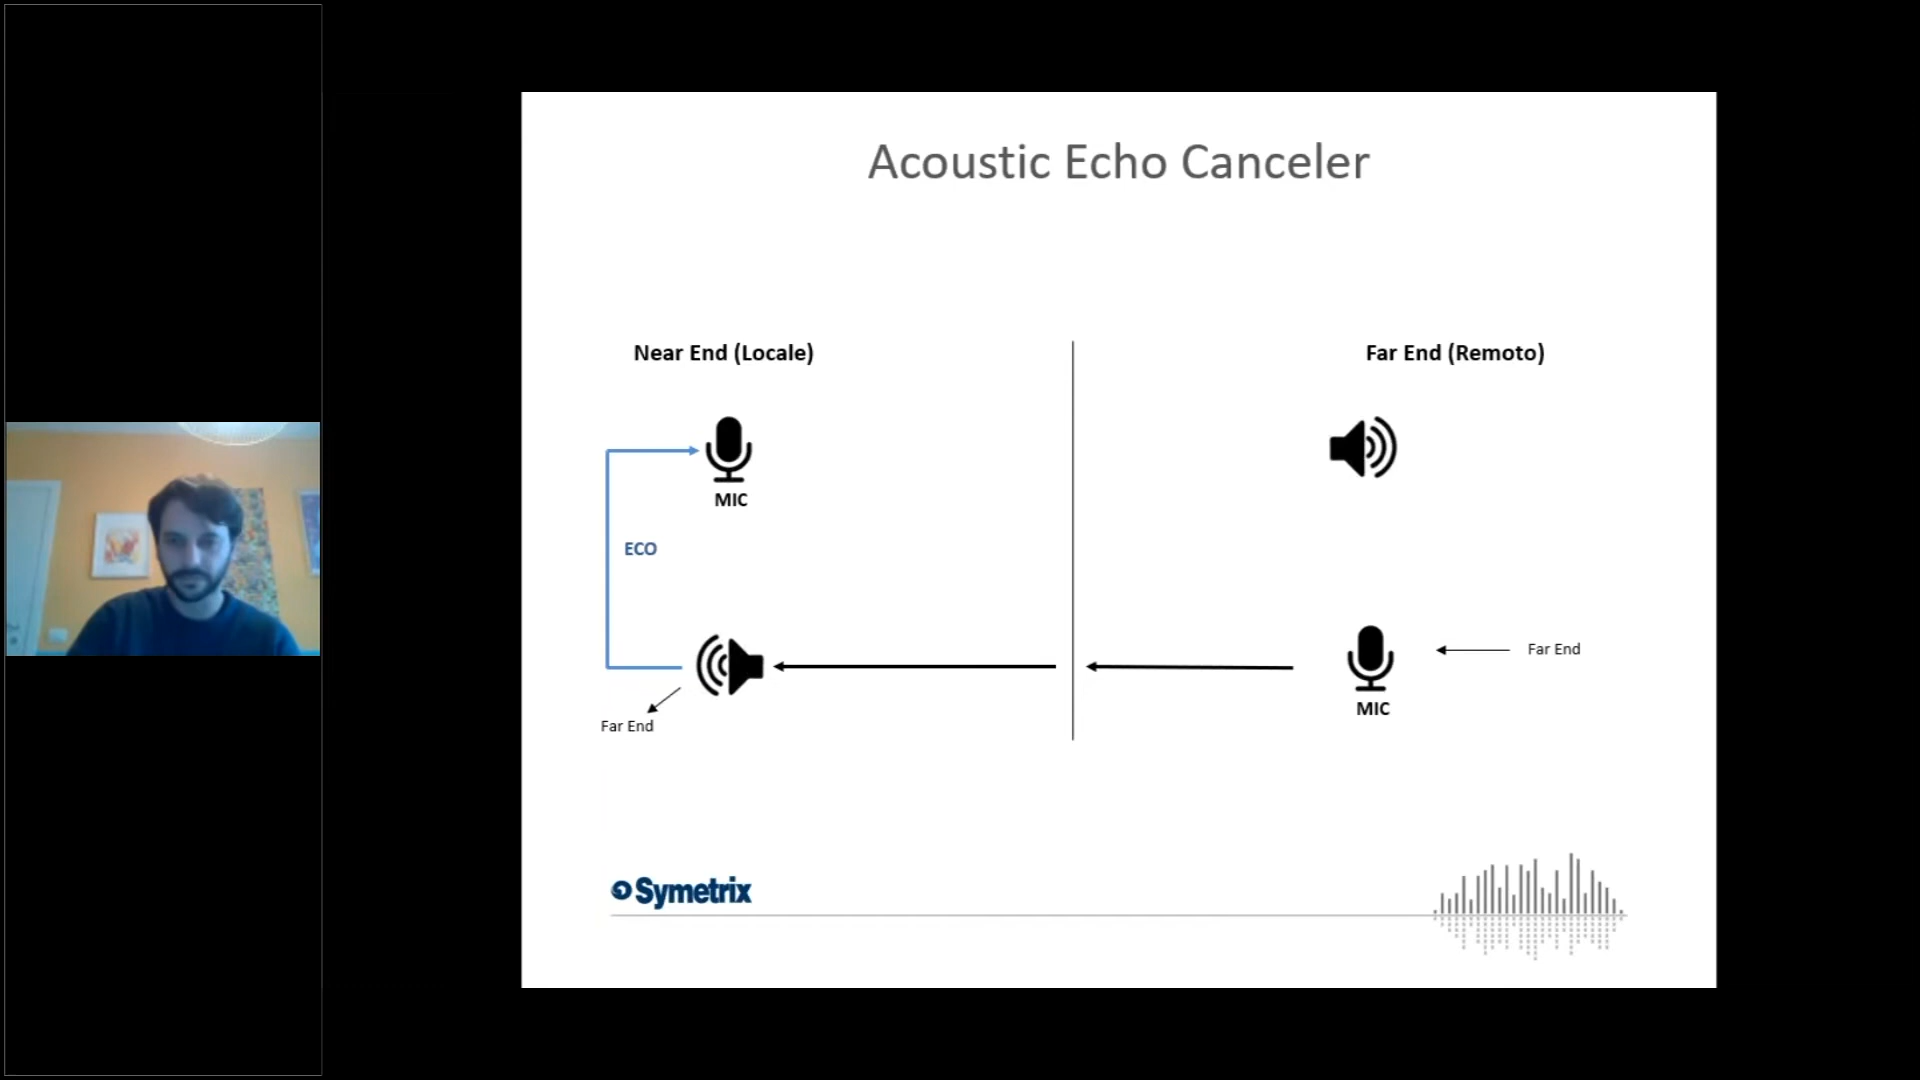 Acoustic Echo Canceler
Near End (Locale)
Far End (Remoto)
MIC
ECO
Far End
MIC
Far End
Symetrix